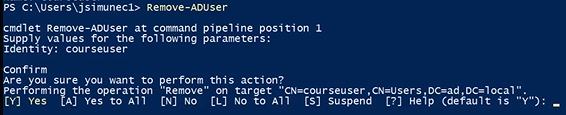 PS C:\Users\jsimunec1> Remove-ADUser
cmdlet Remove-ADUser at command pipeline position 1
Supply values for the following parameters:
Identity: courseuser
Confirm
Are you sure you want to perform this action?
Performing the operation "Remove" on target "CN=courseuser,CN=Users,DC=ad,DC=local".
[Y] Yes  [A] Yes to All  [N] No  [L] No to All  [S] Suspend  [?] Help (default is "Y"): _